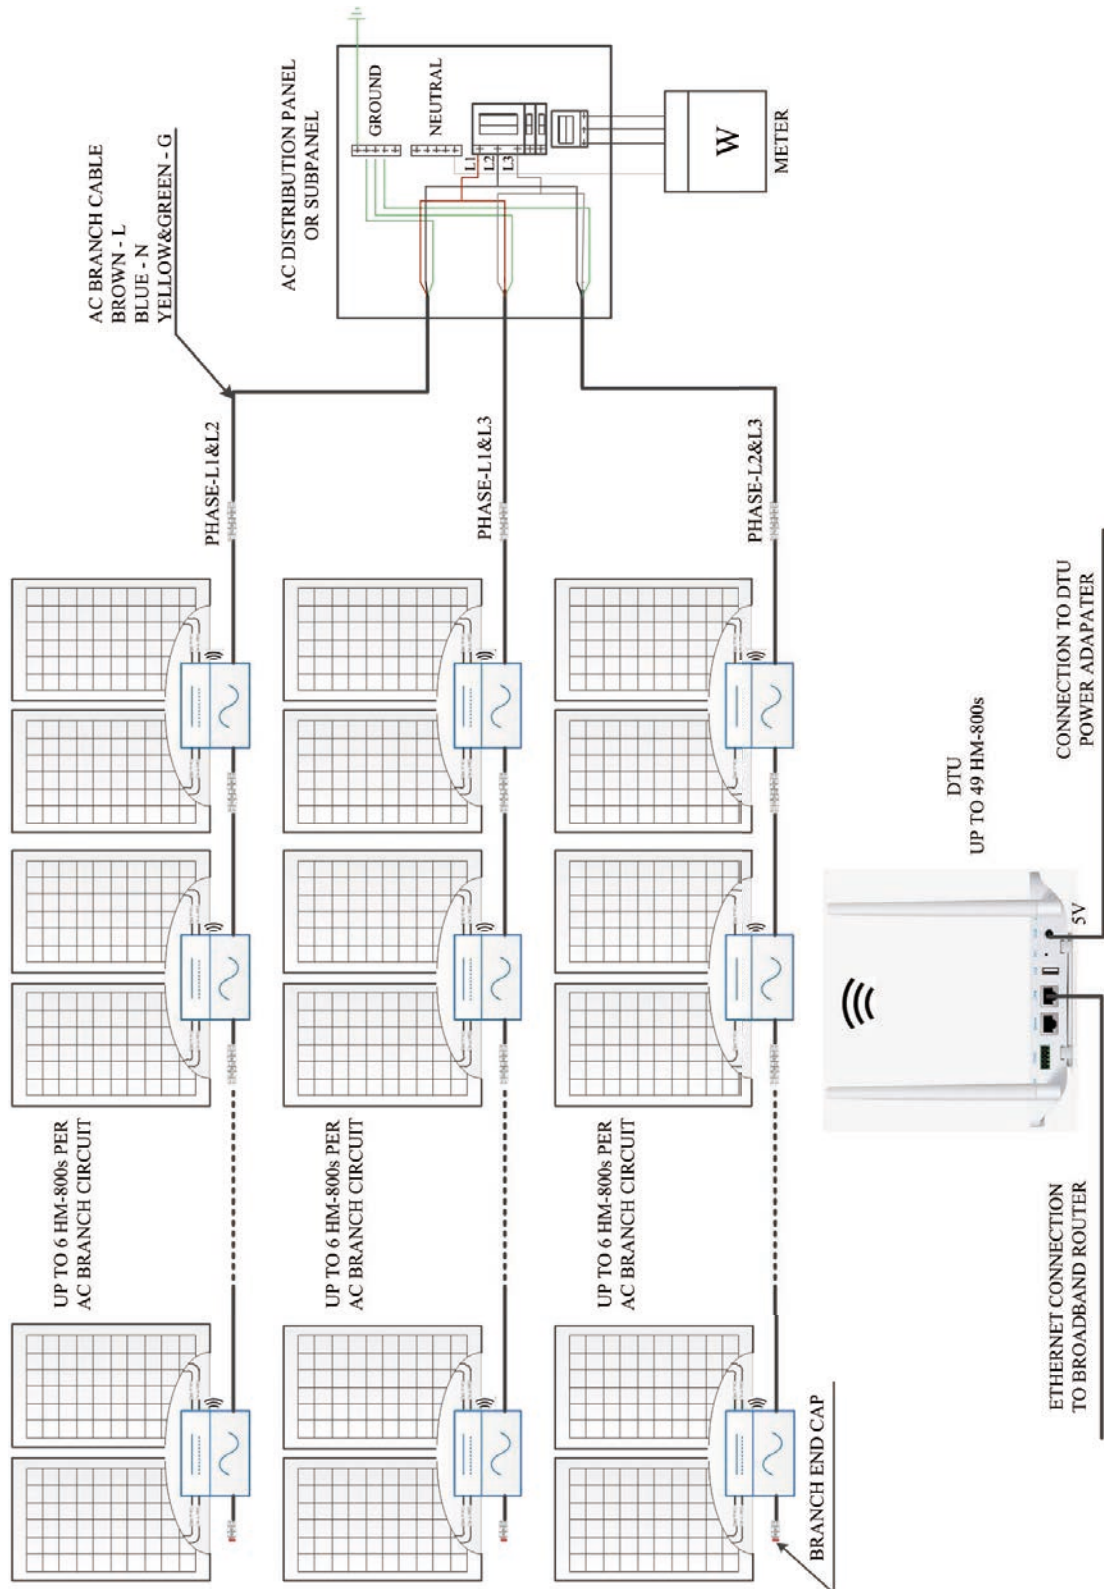 AC BRANCH CABLE
BROWN - L
BLUE - N
YELLOW&GREEN - G
AC DISTRIBUTION PANEL
OR SUBPANEL
GROUND
NEUTRAL
L1
L2
L3
W
METER
PHASE-L1&L2
PHASE-L1&L3
PHASE-L2&L3
UP TO 6 HM-800s PER
AC BRANCH CIRCUIT
UP TO 6 HM-800s PER
AC BRANCH CIRCUIT
UP TO 6 HM-800s PER
AC BRANCH CIRCUIT
BRANCH END CAP
DTU
UP TO 49 HM-800s
5V
CONNECTION TO DTU
POWER ADAPATER
ETHERNET CONNECTION
TO BROADBAND ROUTER